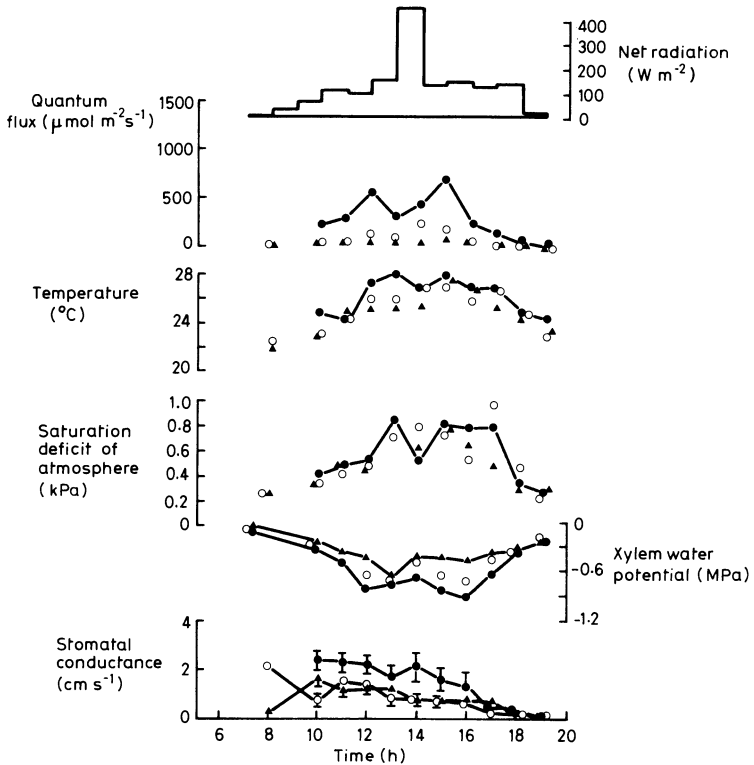 400
300
Net radiation
200
(W m⁻²)
100
0
Quantum
flux (μmol m⁻²s⁻¹)
1500
1000
500
0
Temperature
(°C)
28
24
20
Saturation
deficit of
atmosphere
(kPa)
1.0
0.8
0.6
0.4
0.2
0
0
-0.6
-1.2
Xylem water
potential (MPa)
Stomatal
conductance
(cm s⁻¹)
4
2
0
6 8 10 12 14 16 18 20
Time (h)